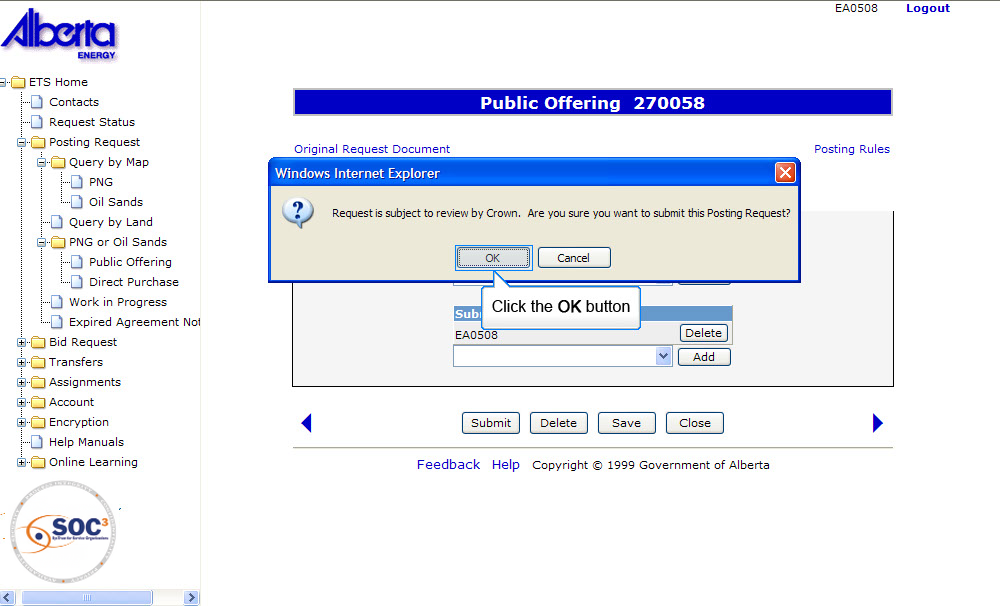 EA0508 Logout
Alberta
ENERGY
ETS Home
Contacts
Request Status
Posting Request
Query by Map
PNG
Oil Sands
Query by Land
PNG or Oil Sands
Public Offering
Direct Purchase
Work in Progress
Expired Agreement Not
Bid Request
Transfers
Assignments
Account
Encryption
Help Manuals
Online Learning
SOC3
Public Offering 270058
Original Request Document Posting Rules
Windows Internet Explorer
Request is subject to review by Crown. Are you sure you want to submit this Posting Request?
OK Cancel
Click the OK button
Sub
EA0508 Delete
Add
Submit Delete Save Close
Feedback Help Copyright © 1999 Government of Alberta